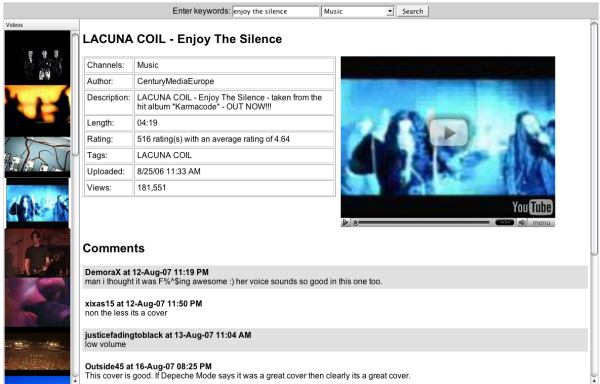 Enter keywords: enjoy the silence Music Search
Videos
LACUNA COIL - Enjoy The Silence
Channels: Music
Author: CenturyMediaEurope
Description: LACUNA COIL - Enjoy The Silence - taken from the
hit album "Karmacode" - OUT NOW!!!
Length: 04:19
Rating: 516 rating(s) with an average rating of 4.64
Tags: LACUNA COIL
Uploaded: 8/25/06 11:33 AM
Views: 181,551
YouTube
menu
Comments
DemoraX at 12-Aug-07 11:19 PM
man i thought it was F%^$ing awesome :) her voice sounds so good in this one too.
xixas15 at 12-Aug-07 11:50 PM
non the less its a cover
justicefadingtoblack at 13-Aug-07 11:04 AM
low volume
Outside45 at 16-Aug-07 08:25 PM
This cover is good. If Depeche Mode says it was a great cover then clearly its a great cover.